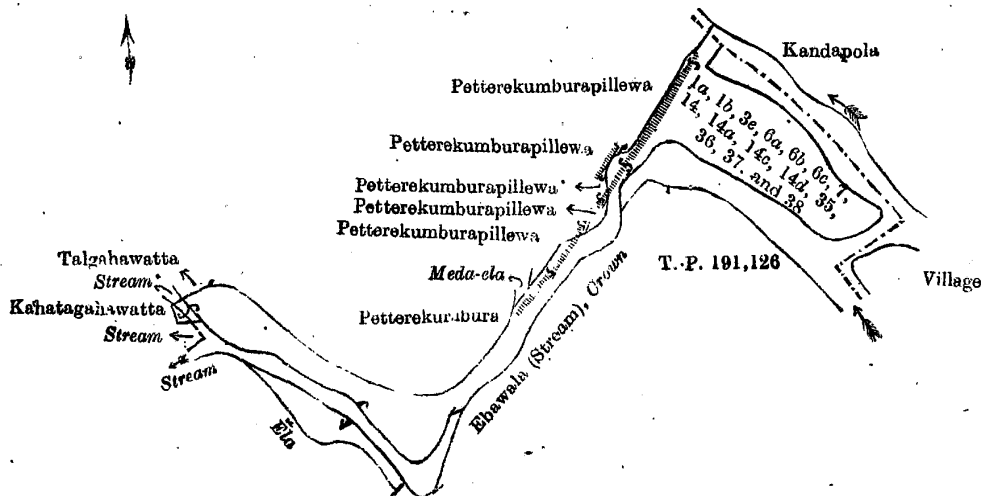 Kandapola
Petterekumburapillewa
1a, 1b, 3e, 6a, 6b, 6c, 7,
14, 14a, 14c, 14d, 35,
36, 37. and 38
Petterekumburapillewa
Petterekumburapillewa
Petterekumburapillewa
Petterekumburapillewa
T. P. 191,126
Talgahawatta
Stream
Meda-ela
Village
Kahatagahawatta
Petterekumbura
Stream
Stream
Ebawala (Stream), Crown
Ela